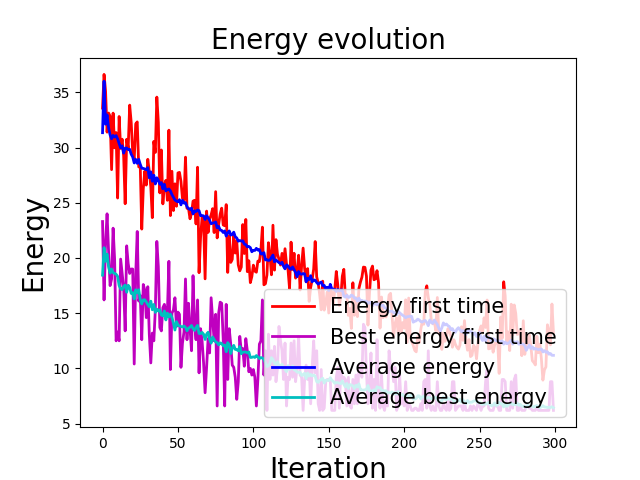 Energy evolution
Energy
35
30
25
20
15
10
5
Energy first time
Best energy first time
Average energy
Average best energy
0 50 100 150 200 250 300
Iteration